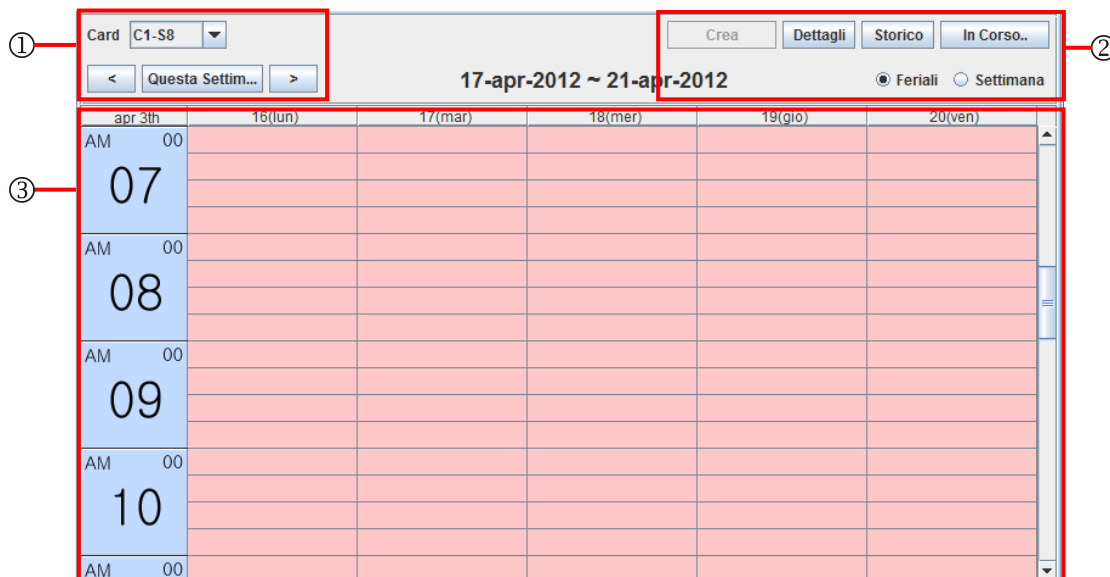 ① Card C1-S8 Crea Dettagli Storico In Corso.. ②
< Questa Settim... > 17-apr-2012 ~ 21-apr-2012 Feriali Settimana
apr 3th 16(lun) 17(mar) 18(mer) 19(gio) 20(ven)
AM 00
③ 07
AM 00
08
AM 00
09
AM 00
10
AM 00